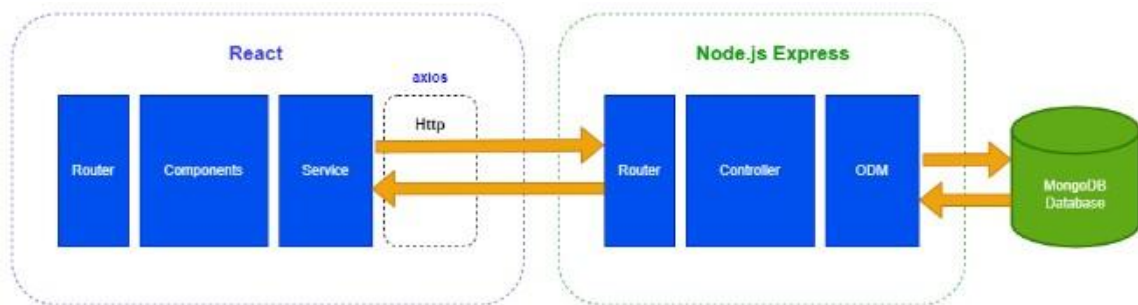 React
Node.js Express
axios
Http
Router
Components
Service
Router
Controller
ODM
MongoDB
Database